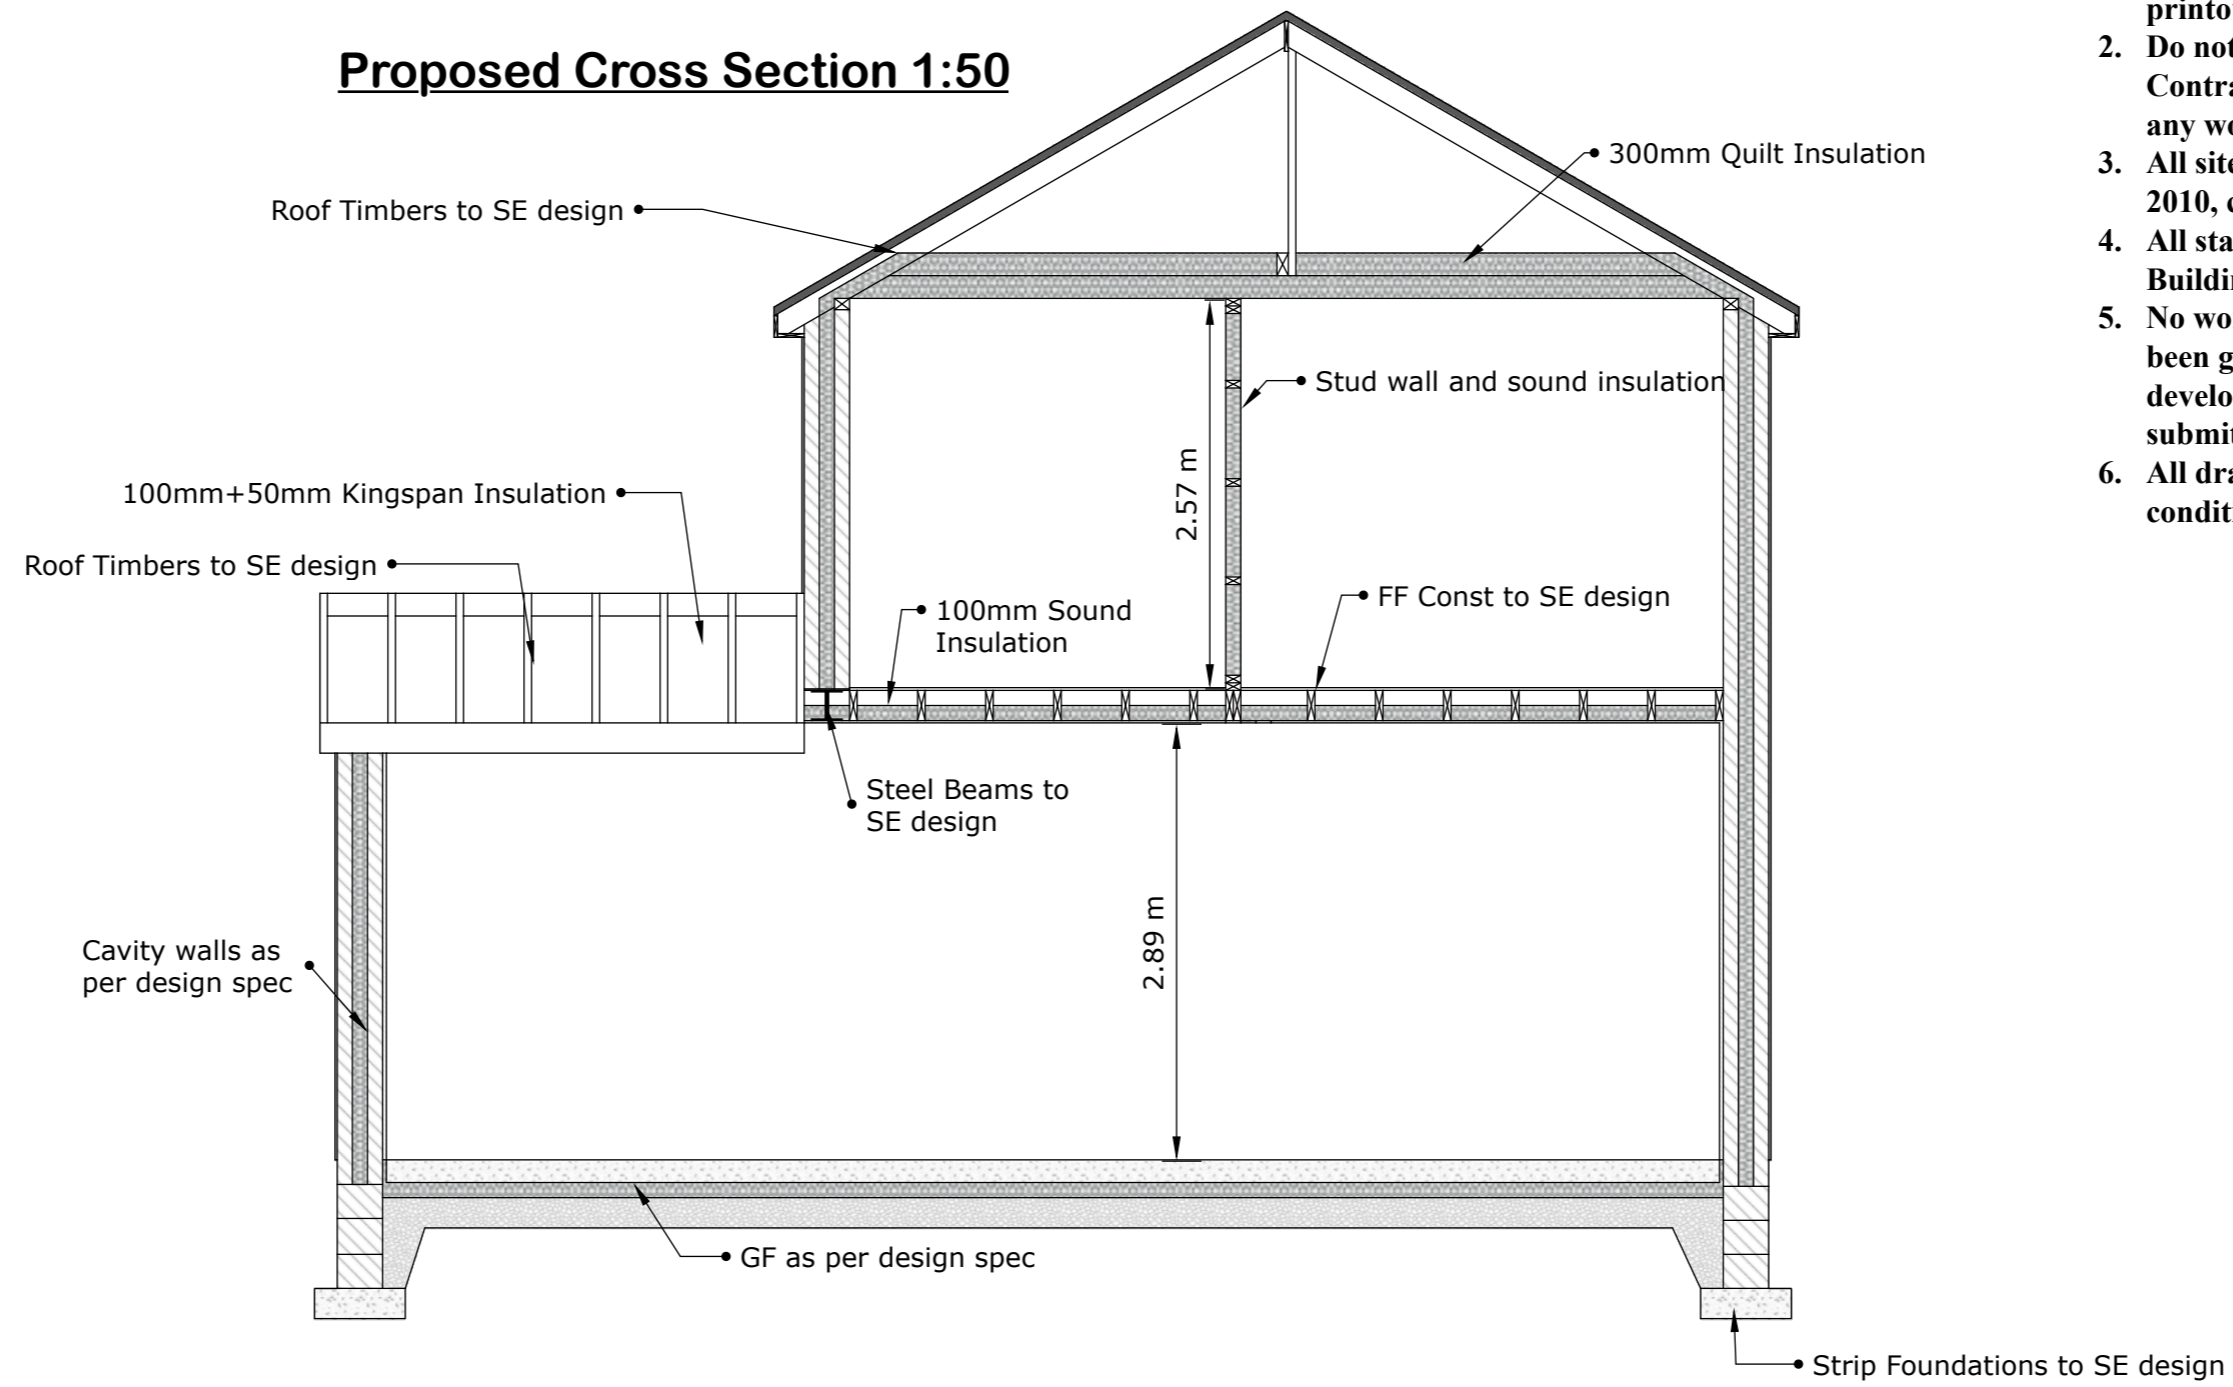 Proposed Cross Section 1:50
300mm Quilt Insulation
Roof Timbers to SE design
Stud wall and sound insulation
2.57 m
100mm+50mm Kingspan Insulation
Roof Timbers to SE design
100mm Sound
Insulation
FF Const to SE design
Steel Beams to
SE design
2.89 m
Cavity walls as
per design spec
GF as per design spec
Strip Foundations to SE design
2. Do not
Contra
any wo
3. All site
2010, c
4. All sta
Buildin
5. No wo
been g
develo
submit
6. All dra
conditi